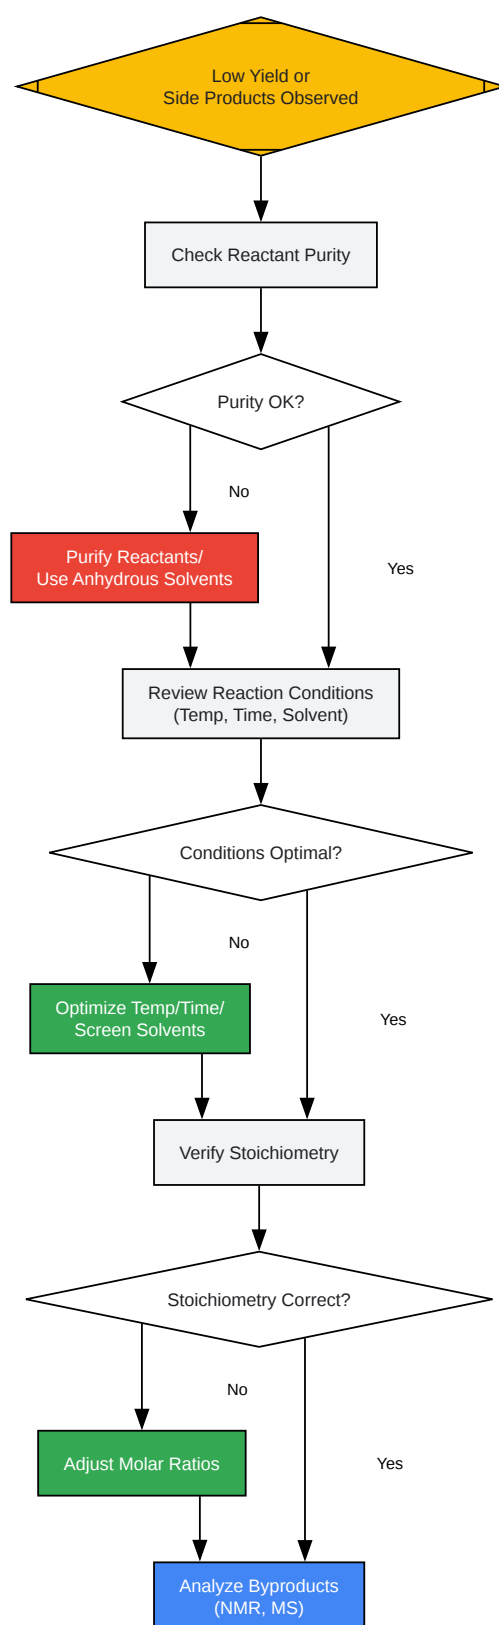 Low Yield or
Side Products Observed
Check Reactant Purity
Purity OK?
No
Purify Reactants/
Use Anhydrous Solvents
Yes
Review Reaction Conditions
(Temp, Time, Solvent)
Conditions Optimal?
No
Optimize Temp/Time/
Screen Solvents
Yes
Verify Stoichiometry
Stoichiometry Correct?
No
Adjust Molar Ratios
Yes
Analyze Byproducts
(NMR, MS)